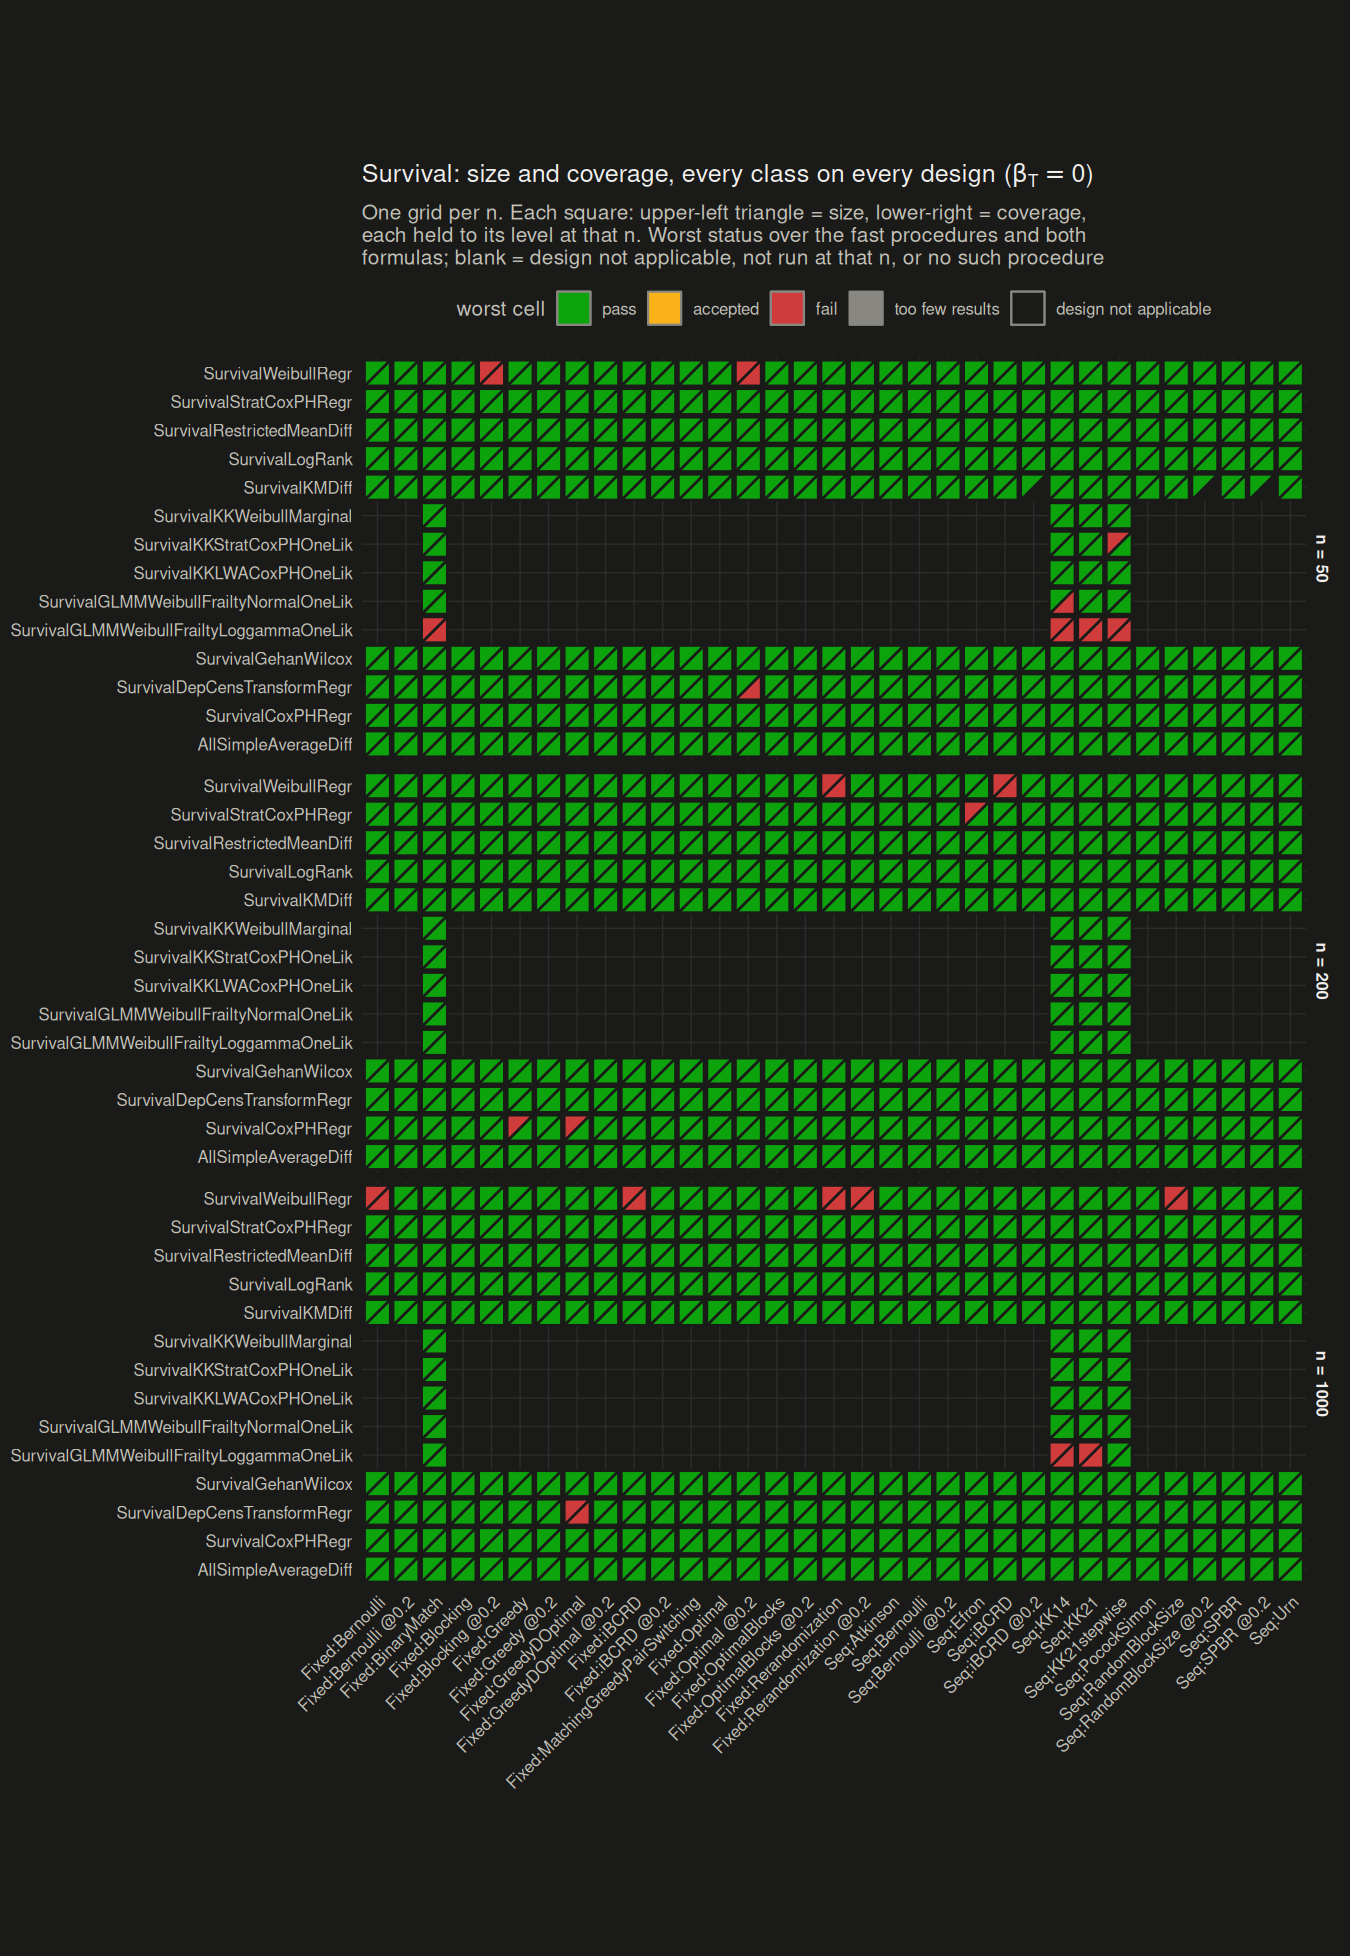 Survival: size and coverage, every class on every design (βT = 0)
One grid per n. Each square: upper-left triangle = size, lower-right = coverage,
each held to its level at that n. Worst status over the fast procedures and both
formulas; blank = design not applicable, not run at that n, or no such procedure
worst cell pass accepted fail too few results design not applicable
SurvivalWeibullRegr
SurvivalStratCoxPHRegr
SurvivalRestrictedMeanDiff
SurvivalLogRank
SurvivalKMDiff
SurvivalKKWeibullMarginal
SurvivalKKStratCoxPHOneLik
SurvivalKKLWACoxPHOneLik
SurvivalGLMMWeibullFrailtyNormalOneLik
SurvivalGLMMWeibullFrailtyLoggammaOneLik
SurvivalGehanWilcox
SurvivalDepCensTransformRegr
SurvivalCoxPHRegr
AllSimpleAverageDiff
n = 50
SurvivalWeibullRegr
SurvivalStratCoxPHRegr
SurvivalRestrictedMeanDiff
SurvivalLogRank
SurvivalKMDiff
SurvivalKKWeibullMarginal
SurvivalKKStratCoxPHOneLik
SurvivalKKLWACoxPHOneLik
SurvivalGLMMWeibullFrailtyNormalOneLik
SurvivalGLMMWeibullFrailtyLoggammaOneLik
SurvivalGehanWilcox
SurvivalDepCensTransformRegr
SurvivalCoxPHRegr
AllSimpleAverageDiff
n = 200
SurvivalWeibullRegr
SurvivalStratCoxPHRegr
SurvivalRestrictedMeanDiff
SurvivalLogRank
SurvivalKMDiff
SurvivalKKWeibullMarginal
SurvivalKKStratCoxPHOneLik
SurvivalKKLWACoxPHOneLik
SurvivalGLMMWeibullFrailtyNormalOneLik
SurvivalGLMMWeibullFrailtyLoggammaOneLik
SurvivalGehanWilcox
SurvivalDepCensTransformRegr
SurvivalCoxPHRegr
AllSimpleAverageDiff
n = 1000
Fixed:Bernoulli
Fixed:Bernoulli @0.2
Fixed:BinaryMatch
Fixed:Blocking
Fixed:Blocking @0.2
Fixed:Greedy
Fixed:Greedy @0.2
Fixed:GreedyDOptimal
Fixed:GreedyDOptimal @0.2
Fixed:iBCRD
Fixed:iBCRD @0.2
Fixed:MatchingGreedyPairSwitching
Fixed:Optimal
Fixed:Optimal @0.2
Fixed:OptimalBlocks
Fixed:OptimalBlocks @0.2
Fixed:Rerandomization
Fixed:Rerandomization @0.2
Seq:Atkinson
Seq:Bernoulli
Seq:Bernoulli @0.2
Seq:Efron
Seq:iBCRD
Seq:iBCRD @0.2
Seq:KK14
Seq:KK21
Seq:KK21stepwise
Seq:PocockSimon
Seq:RandomBlockSize
Seq:RandomBlockSize @0.2
Seq:SPBR
Seq:SPBR @0.2
Seq:Urn